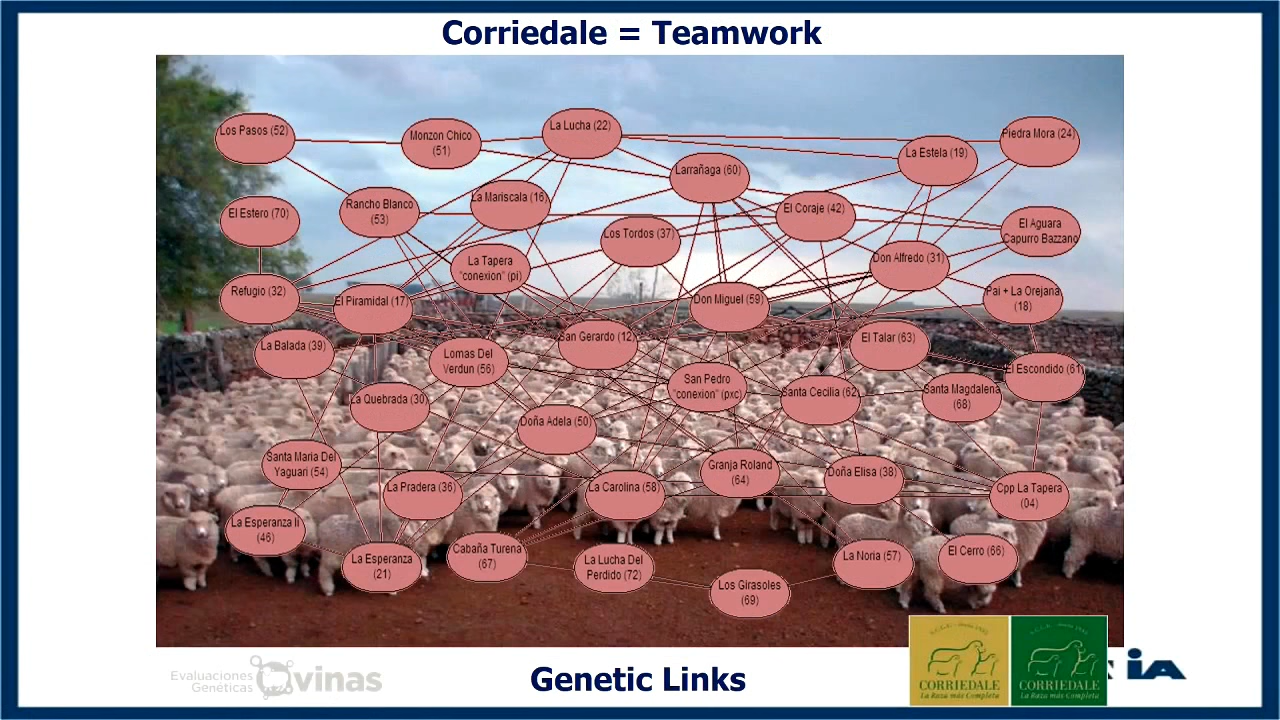 Corriedale = Teamwork
Los Pasos (52)
Monzon Chico
(51)
La Lucha (22)
Piedra Mora (24)
La Estela (19)
Larrañaga (60)
Rancho Blanco
(53)
La Mariscala (16)
El Coraje (42)
El Estero (70)
Los Tordos (37)
El Aguara
Capurro Bazzano
La Tapera
"conexion" (pi)
Don Alfredo (31)
Refugio (32)
El Piramidal (17)
Don Miguel (59)
Pai + La Orejana
(18)
La Balada (39)
Lomas Del
Verdun (56)
San Gerardo (12)
El Talar (63)
San Pedro
"conexion" (pxc)
El Escondido (61)
La Quebrada (30)
Santa Cecilia (62)
Santa Magdalena
(68)
Doña Adela (50)
Santa Maria Del
Yaguari (54)
La Pradera (36)
La Carolina (58)
Granja Roland
(64)
Doña Elisa (38)
Cpp La Tapera
(04)
La Esperanza Ii
(46)
La Esperanza
(21)
Cabaña Turena
(67)
La Lucha Del
Perdido (72)
Los Girasoles
(69)
La Noria (57)
El Cerro (66)
Evaluaciones
Genéticas
Ovinas
Genetic Links
CORRIEDALE
La Raza más Completa
CORRIEDALE
La Raza más Completa